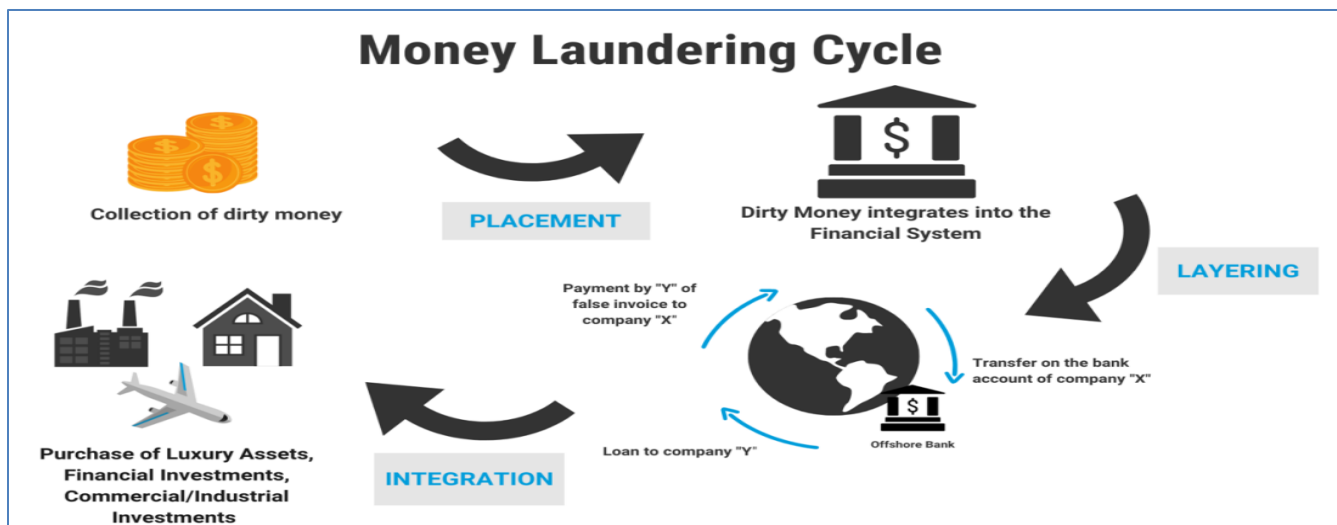 Money Laundering Cycle
$
$
$
$
Collection of dirty money
PLACEMENT
Dirty Money integrates into the
Financial System
LAYERING
Payment by "Y" of
false invoice to
company "X"
Transfer on the bank
account of company "X"
$
Offshore Bank
Loan to company "Y"
INTEGRATION
Purchase of Luxury Assets,
Financial Investments,
Commercial/Industrial
Investments